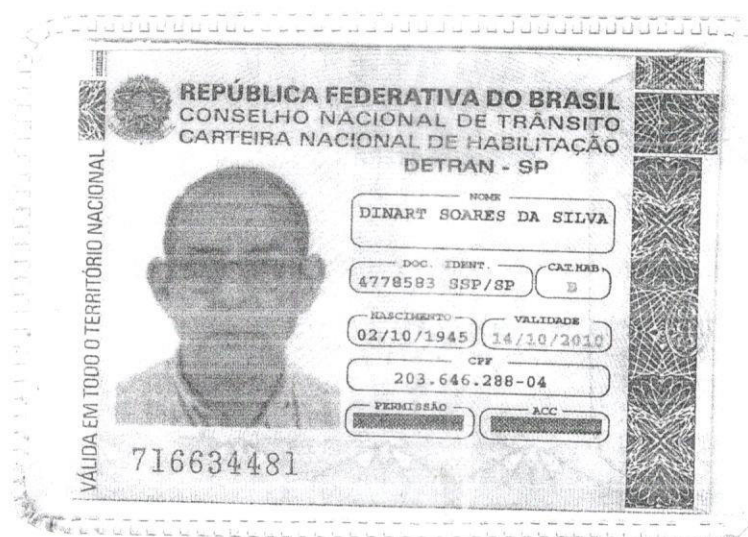 REPÚBLICA FEDERATIVA DO BRASIL
CONSELHO NACIONAL DE TRÂNSITO
CARTEIRA NACIONAL DE HABILITAÇÃO
DETRAN - SP
VÁLIDA EM TODO O TERRITÓRIO NACIONAL
NOME
DINART SOARES DA SILVA
DOC. IDENT. CAT.HAB.
4778583 SSP/SP B
NASCIMENTO VALIDADE
02/10/1945 14/10/2010
CPF
203.646.288-04
PERMISSÃO ACC
716634481